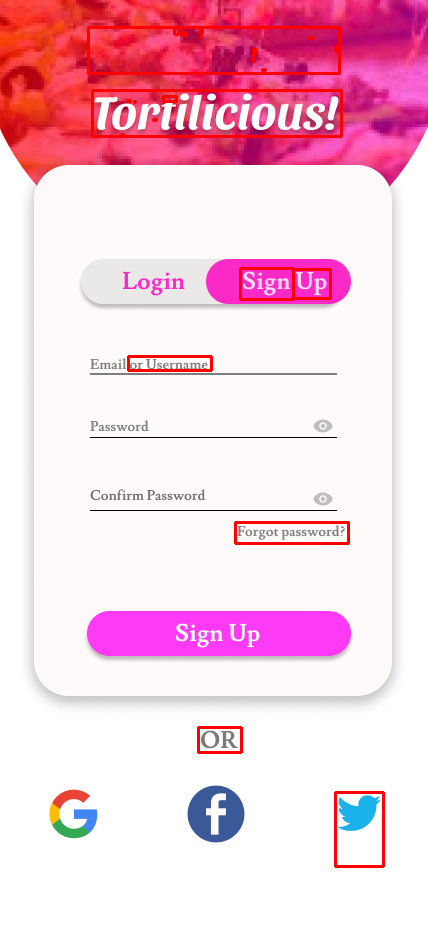 Tortilicious!
Login Sign Up
Email or Username
Password
Confirm Password
Forgot password?
Sign Up
OR